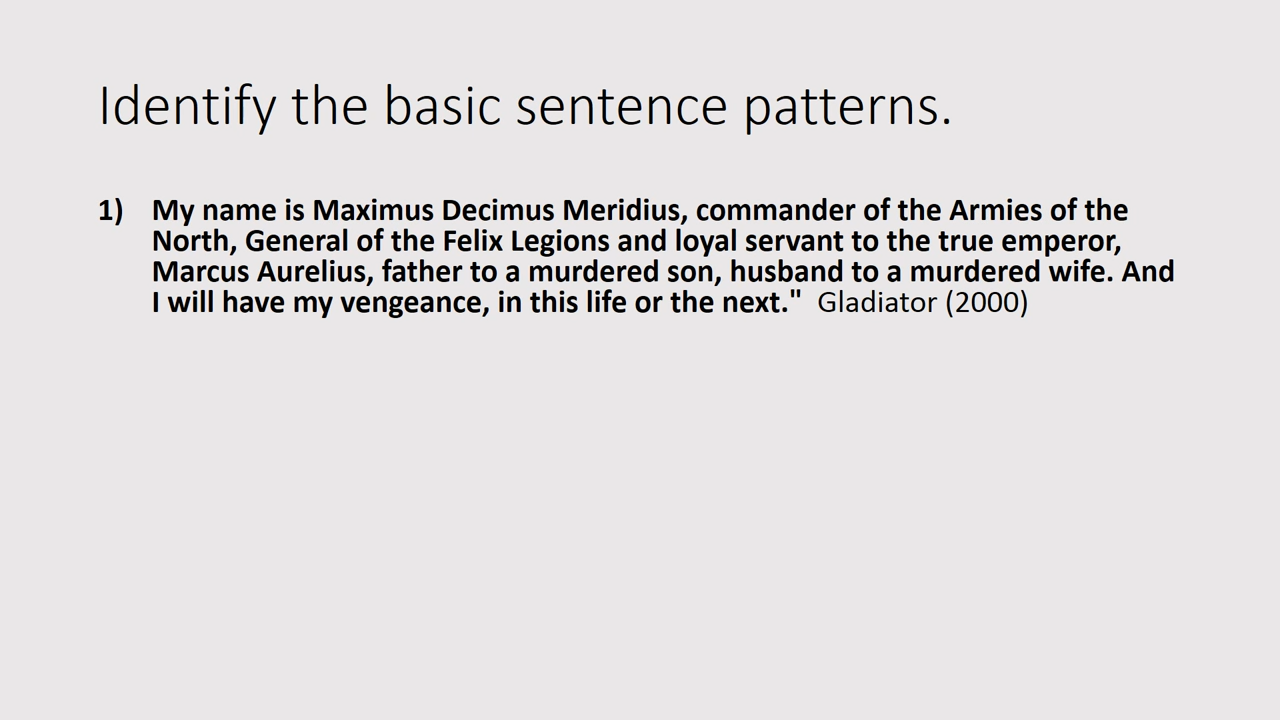 Identify the basic sentence patterns.
1) My name is Maximus Decimus Meridius, commander of the Armies of the
North, General of the Felix Legions and loyal servant to the true emperor,
Marcus Aurelius, father to a murdered son, husband to a murdered wife. And
I will have my vengeance, in this life or the next." Gladiator (2000)